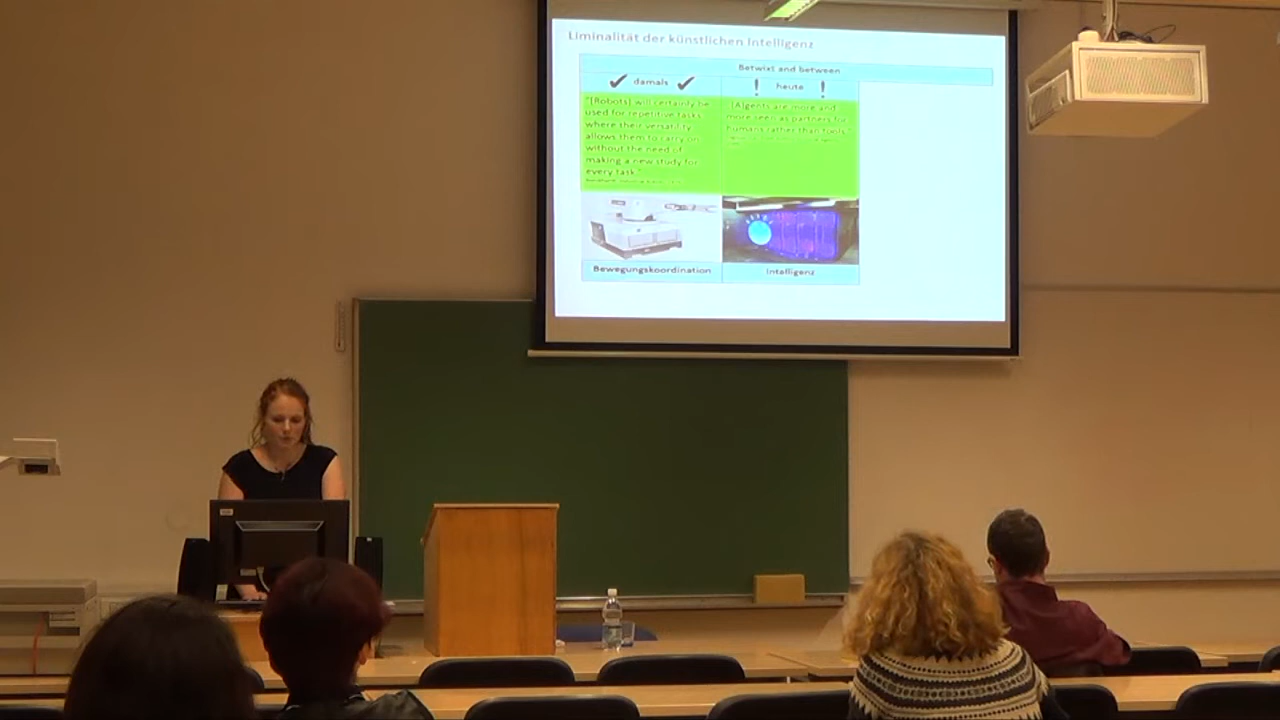 Liminalität der künstlichen Intelligenz
Betwixt and between
damals
heute
"[Robots] will certainly be
used for repetitive tasks
where their versatility
allows them to carry on
without the need of
making a new study for
every task."
"[A]gents are more and
more seen as partners for
humans rather than tools"
Bewegungskoordination
Intelligenz